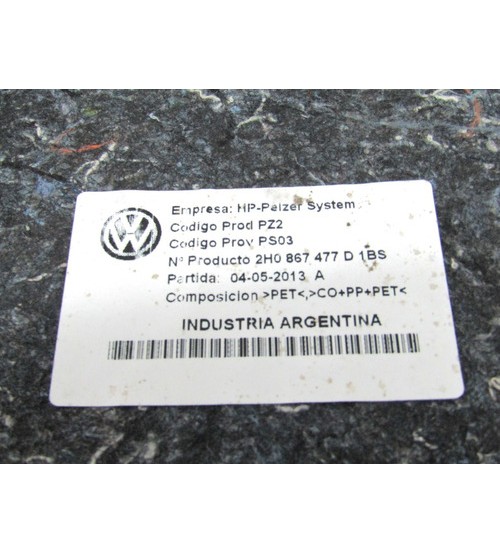 Empresa: HP-Pelzer System
Codigo Prod PZ2
Codigo Prov PS03
Nº Producto 2H0 867 477 D 1BS
Partida: 04-05-2013 A
Composicion >PET<,>CO+PP+PET<
INDUSTRIA ARGENTINA